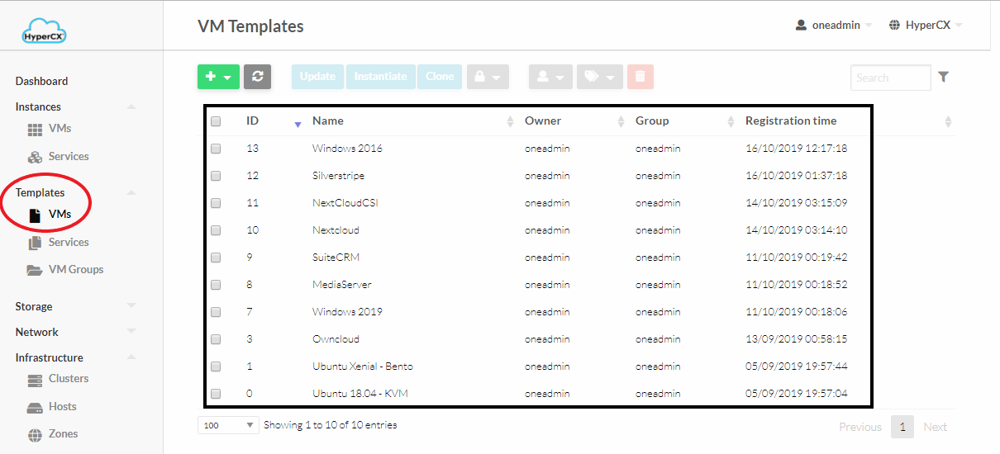 HyperCX
VM Templates
oneadmin
HyperCX
Dashboard
Instances
VMs
Services
Templates
VMs
Services
VM Groups
Storage
Network
Infrastructure
Clusters
Hosts
Zones
Update Instantiate Clone
Search
ID Name Owner Group Registration time
13 Windows 2016 oneadmin oneadmin 16/10/2019 12:17:18
12 Silverstripe oneadmin oneadmin 16/10/2019 01:37:18
11 NextCloudCSI oneadmin oneadmin 14/10/2019 03:15:09
10 Nextcloud oneadmin oneadmin 14/10/2019 03:14:10
9 SuiteCRM oneadmin oneadmin 11/10/2019 00:19:42
8 MediaServer oneadmin oneadmin 11/10/2019 00:18:52
7 Windows 2019 oneadmin oneadmin 11/10/2019 00:18:06
3 Owncloud oneadmin oneadmin 13/09/2019 00:58:15
1 Ubuntu Xenial - Bento oneadmin oneadmin 05/09/2019 19:57:44
0 Ubuntu 18.04 - KVM oneadmin oneadmin 05/09/2019 19:57:04
100 Showing 1 to 10 of 10 entries
Previous 1 Next